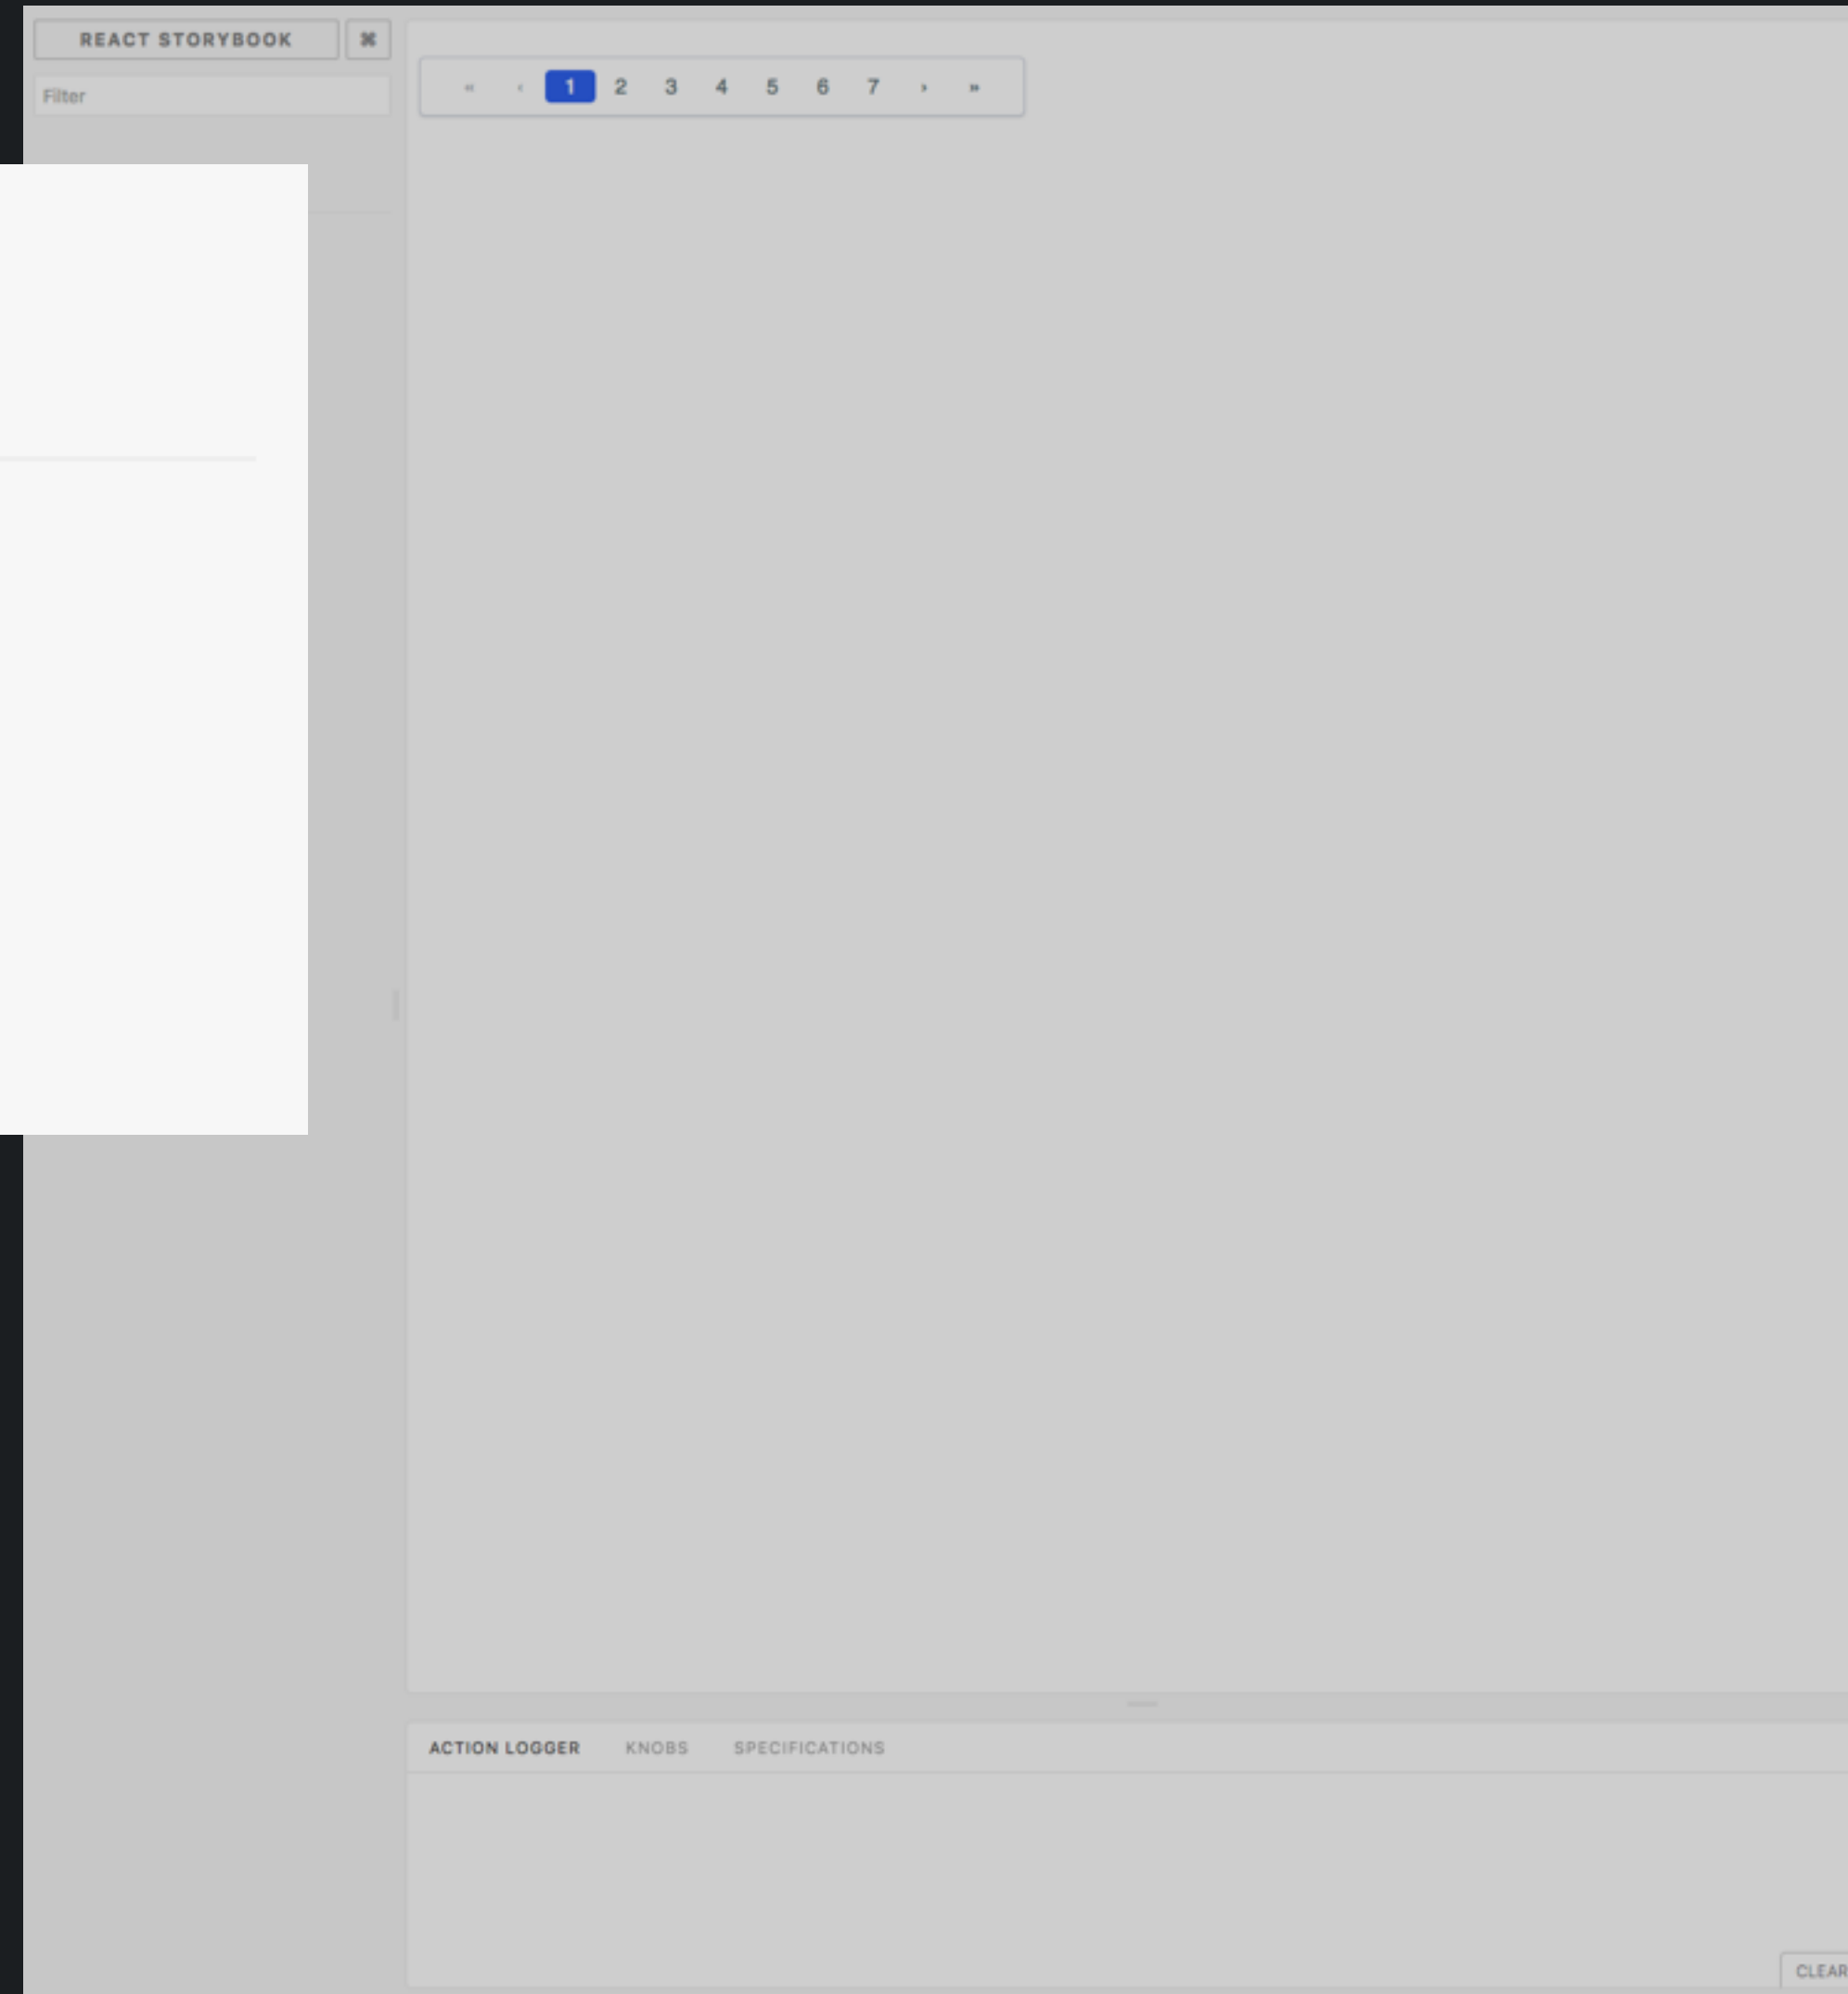 REACT STORYBOOK ⌘
Filter
« ‹ 1 2 3 4 5 6 7 › »
ACTION LOGGER KNOBS SPECIFICATIONS
CLEAR